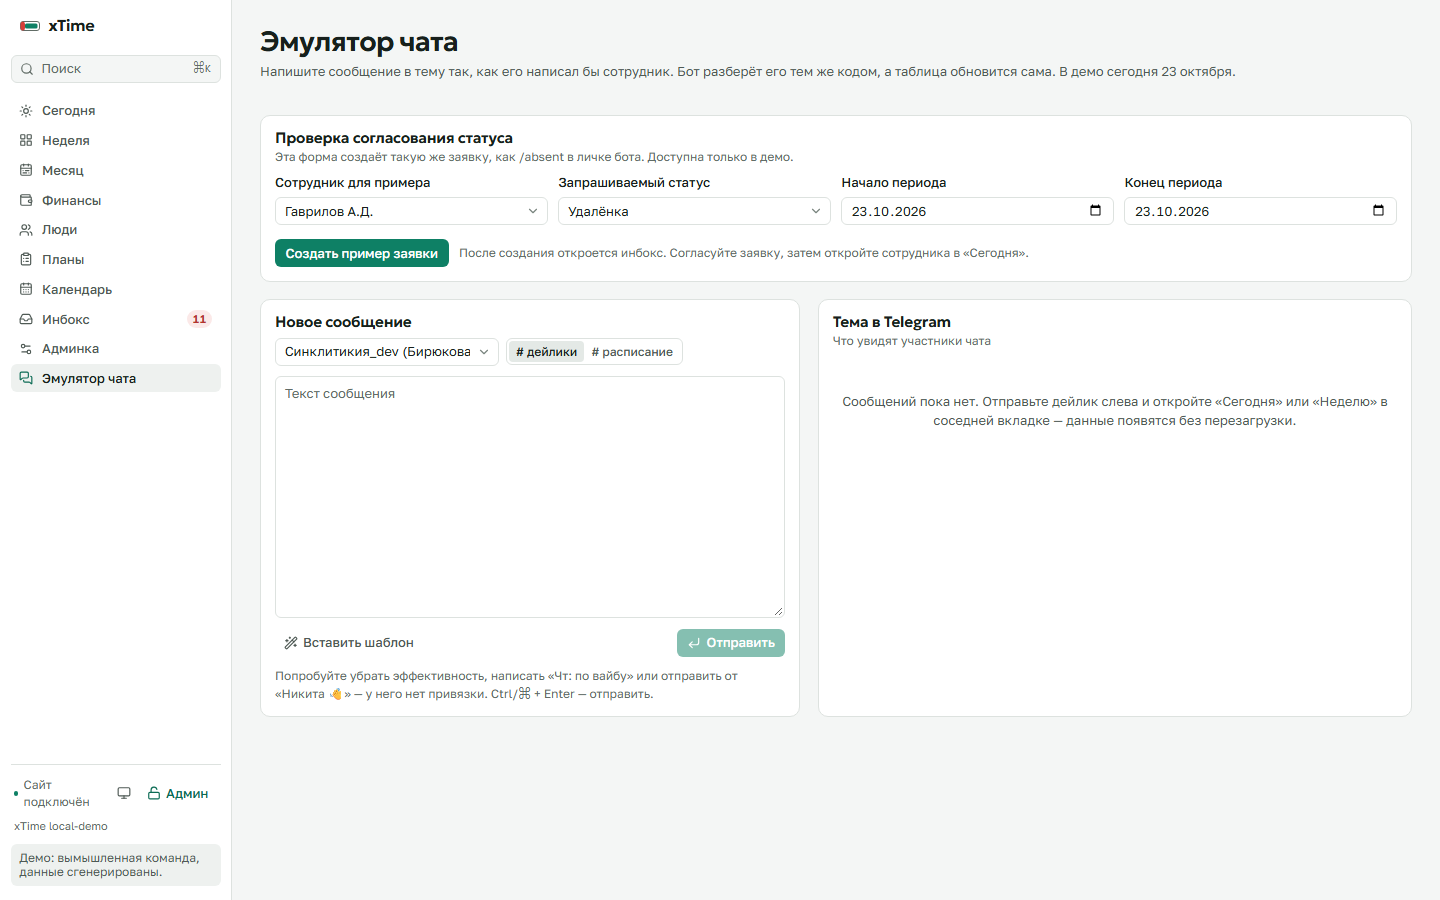 xTime
Поиск
⌘K
Сегодня
Неделя
Месяц
Финансы
Люди
Планы
Календарь
Инбокс
11
Админка
Эмулятор чата
Сайт подключён
Админ
xTime local-demo
Демо: вымышленная команда,
данные сгенерированы.
Эмулятор чата
Напишите сообщение в тему так, как его написал бы сотрудник. Бот разберёт его тем же кодом, а таблица обновится сама. В демо сегодня 23 октября.
Проверка согласования статуса
Эта форма создаёт такую же заявку, как /absent в личке бота. Доступна только в демо.
Сотрудник для примера
Запрашиваемый статус
Начало периода
Конец периода
Гаврилов А.Д.
Удалёнка
23.10.2026
23.10.2026
Создать пример заявки
После создания откроется инбокс. Согласуйте заявку, затем откройте сотрудника в «Сегодня».
Новое сообщение
Синклитикия_dev (Бирюкова
# дейлики
# расписание
Текст сообщения
Вставить шаблон
Отправить
Попробуйте убрать эффективность, написать «Чт: по вайбу» или отправить от
«Никита 🤙» — у него нет привязки. Ctrl/⌘ + Enter — отправить.
Тема в Telegram
Что увидят участники чата
Сообщений пока нет. Отправьте дейлик слева и откройте «Сегодня» или «Неделю» в
соседней вкладке — данные появятся без перезагрузки.